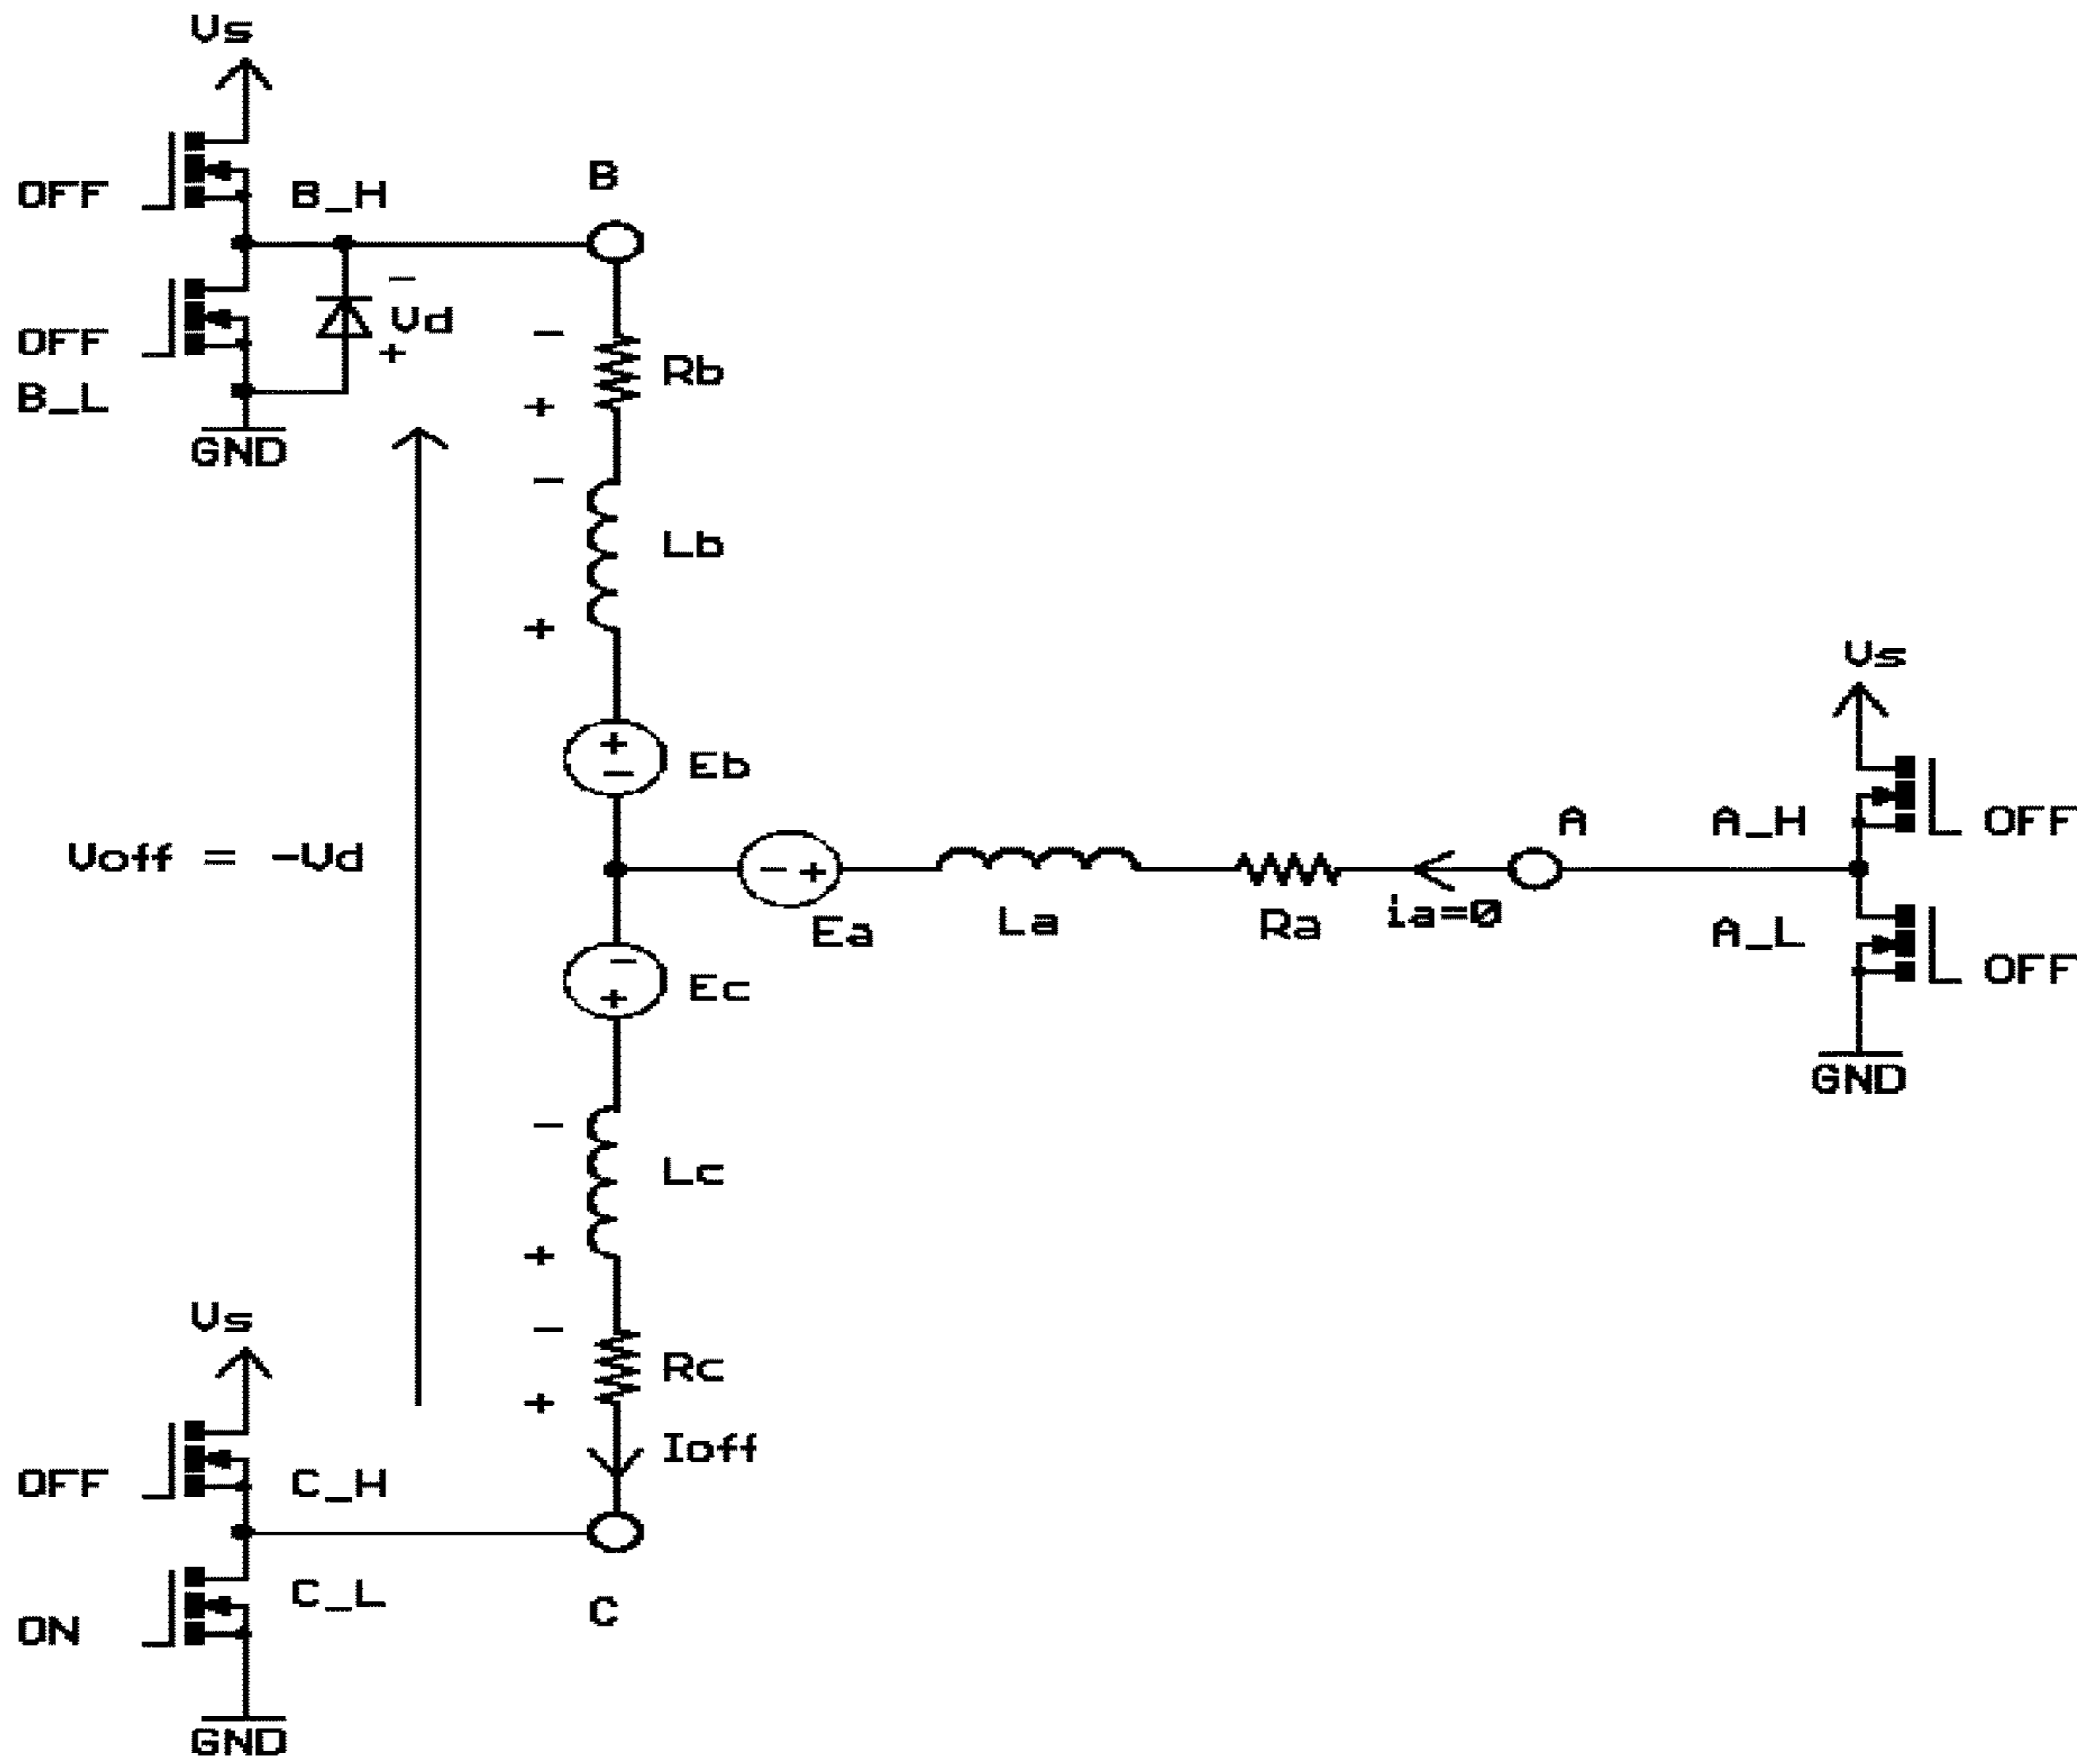 Vs
OFF
B_H
B
-
Vd
+
OFF
B_L
GND
-
Rb
+
-
Lb
+
+
-
Eb
Voff = -Vd
- +
Ea
La
Ra
ia=0
A
A_H
A_L
Vs
OFF
OFF
GND
-
+
Ec
-
Lc
+
-
Rc
+
Ioff
Vs
OFF
C_H
C_L
C
ON
GND